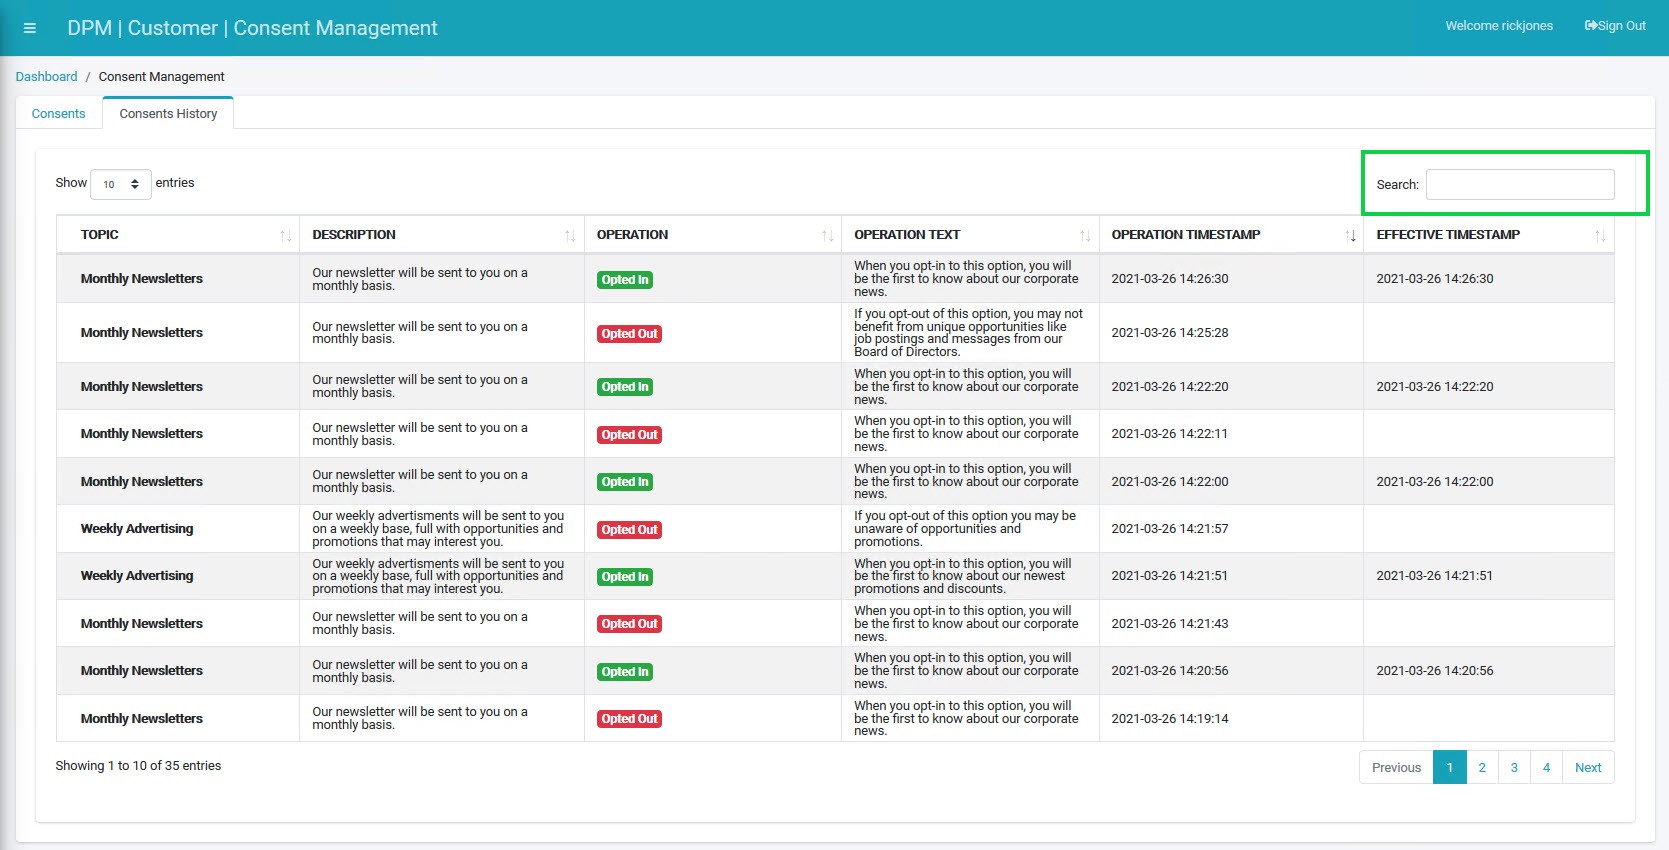 DPM | Customer | Consent Management
Welcome rickjones
Sign Out
Dashboard / Consent Management
Consents
Consents History
Show 10 entries
Search:
TOPIC DESCRIPTION OPERATION OPERATION TEXT OPERATION TIMESTAMP EFFECTIVE TIMESTAMP
Monthly Newsletters
Our newsletter will be sent to you on a
monthly basis.
Opted In
When you opt-in to this option, you will
be the first to know about our corporate
news.
2021-03-26 14:26:30
2021-03-26 14:26:30
Monthly Newsletters
Our newsletter will be sent to you on a
monthly basis.
Opted Out
If you opt-out of this option, you may not
benefit from unique opportunities like
job postings and messages from our
Board of Directors.
2021-03-26 14:25:28
Monthly Newsletters
Our newsletter will be sent to you on a
monthly basis.
Opted In
When you opt-in to this option, you will
be the first to know about our corporate
news.
2021-03-26 14:22:20
2021-03-26 14:22:20
Monthly Newsletters
Our newsletter will be sent to you on a
monthly basis.
Opted Out
When you opt-in to this option, you will
be the first to know about our corporate
news.
2021-03-26 14:22:11
Monthly Newsletters
Our newsletter will be sent to you on a
monthly basis.
Opted In
When you opt-in to this option, you will
be the first to know about our corporate
news.
2021-03-26 14:22:00
2021-03-26 14:22:00
Weekly Advertising
Our weekly advertisments will be sent to you
on a weekly base, full with opportunities and
promotions that may interest you.
Opted Out
If you opt-out of this option you may be
unaware of opportunities and
promotions.
2021-03-26 14:21:57
Weekly Advertising
Our weekly advertisments will be sent to you
on a weekly base, full with opportunities and
promotions that may interest you.
Opted In
When you opt-in to this option, you will
be the first to know about our newest
promotions and discounts.
2021-03-26 14:21:51
2021-03-26 14:21:51
Monthly Newsletters
Our newsletter will be sent to you on a
monthly basis.
Opted Out
When you opt-in to this option, you will
be the first to know about our corporate
news.
2021-03-26 14:21:43
Monthly Newsletters
Our newsletter will be sent to you on a
monthly basis.
Opted In
When you opt-in to this option, you will
be the first to know about our corporate
news.
2021-03-26 14:20:56
2021-03-26 14:20:56
Monthly Newsletters
Our newsletter will be sent to you on a
monthly basis.
Opted Out
When you opt-in to this option, you will
be the first to know about our corporate
news.
2021-03-26 14:19:14
Showing 1 to 10 of 35 entries
Previous 1 2 3 4 Next